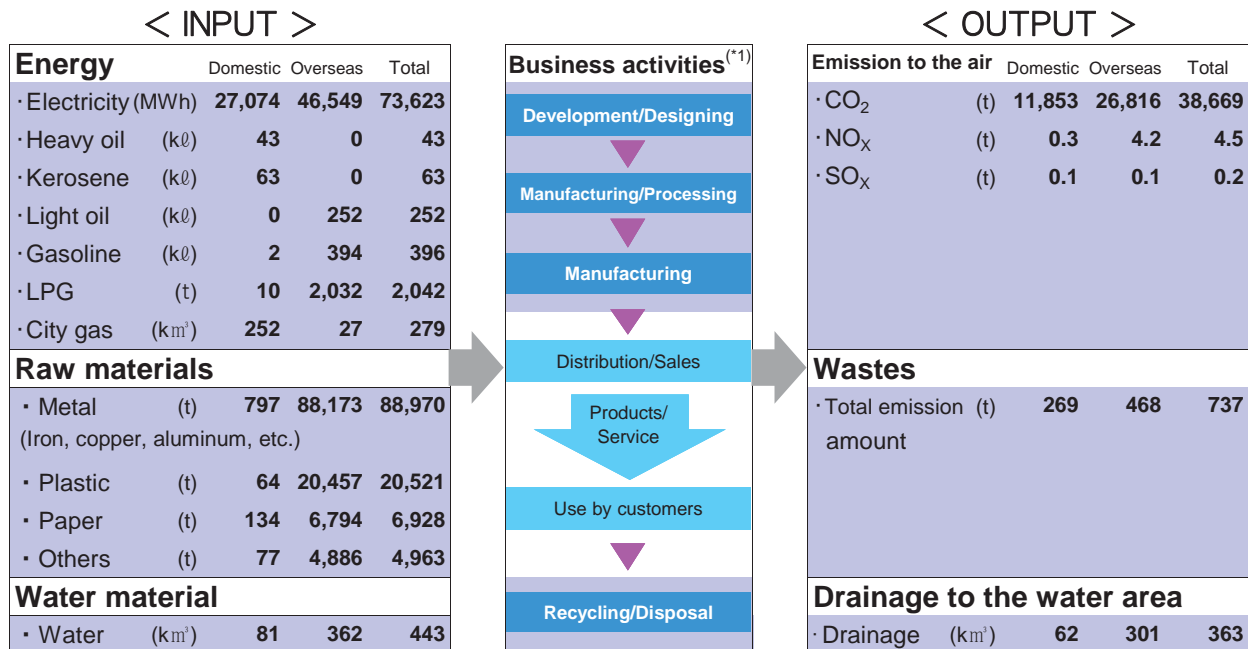 < INPUT >
Energy Domestic Overseas Total
・Electricity (MWh) 27,074 46,549 73,623
・Heavy oil (kℓ) 43 0 43
・Kerosene (kℓ) 63 0 63
・Light oil (kℓ) 0 252 252
・Gasoline (kℓ) 2 394 396
・LPG (t) 10 2,032 2,042
・City gas (km³) 252 27 279
Raw materials
・Metal (t) 797 88,173 88,970
(Iron, copper, aluminum, etc.)
・Plastic (t) 64 20,457 20,521
・Paper (t) 134 6,794 6,928
・Others (t) 77 4,886 4,963
Water material
・Water (km³) 81 362 443
Business activities(*1)
Development/Designing
Manufacturing/Processing
Manufacturing
Distribution/Sales
Products/
Service
Use by customers
Recycling/Disposal
< OUTPUT >
Emission to the air Domestic Overseas Total
・CO₂ (t) 11,853 26,816 38,669
・NOX (t) 0.3 4.2 4.5
・SOX (t) 0.1 0.1 0.2
Wastes
・Total emission (t) 269 468 737
amount
Drainage to the water area
・Drainage (km³) 62 301 363